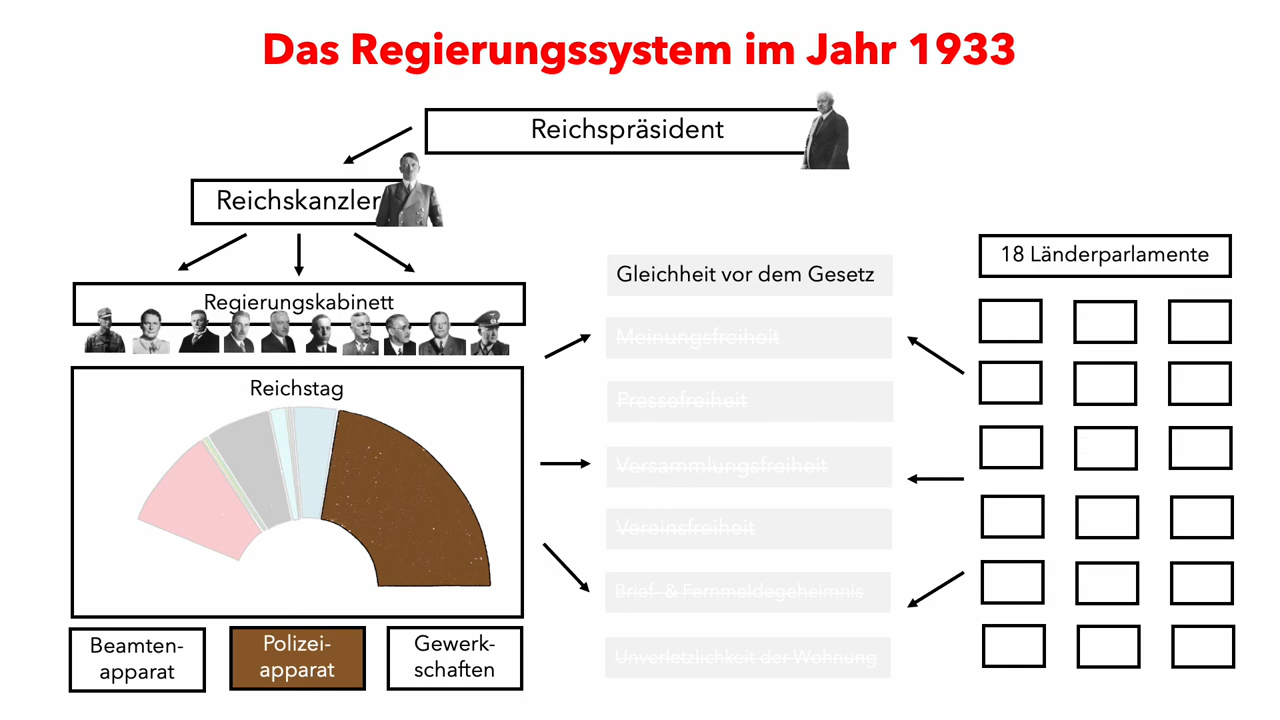 Das Regierungssystem im Jahr 1933
Reichspräsident
Reichskanzler
Regierungskabinett
Reichstag
Beamten-
apparat
Polizei-
apparat
Gewerk-
schaften
Gleichheit vor dem Gesetz
Meinungsfreiheit
Pressefreiheit
Versammlungsfreiheit
Vereinsfreiheit
Brief- & Fernmeldegeheimnis
Unverletzlichkeit der Wohnung
18 Länderparlamente